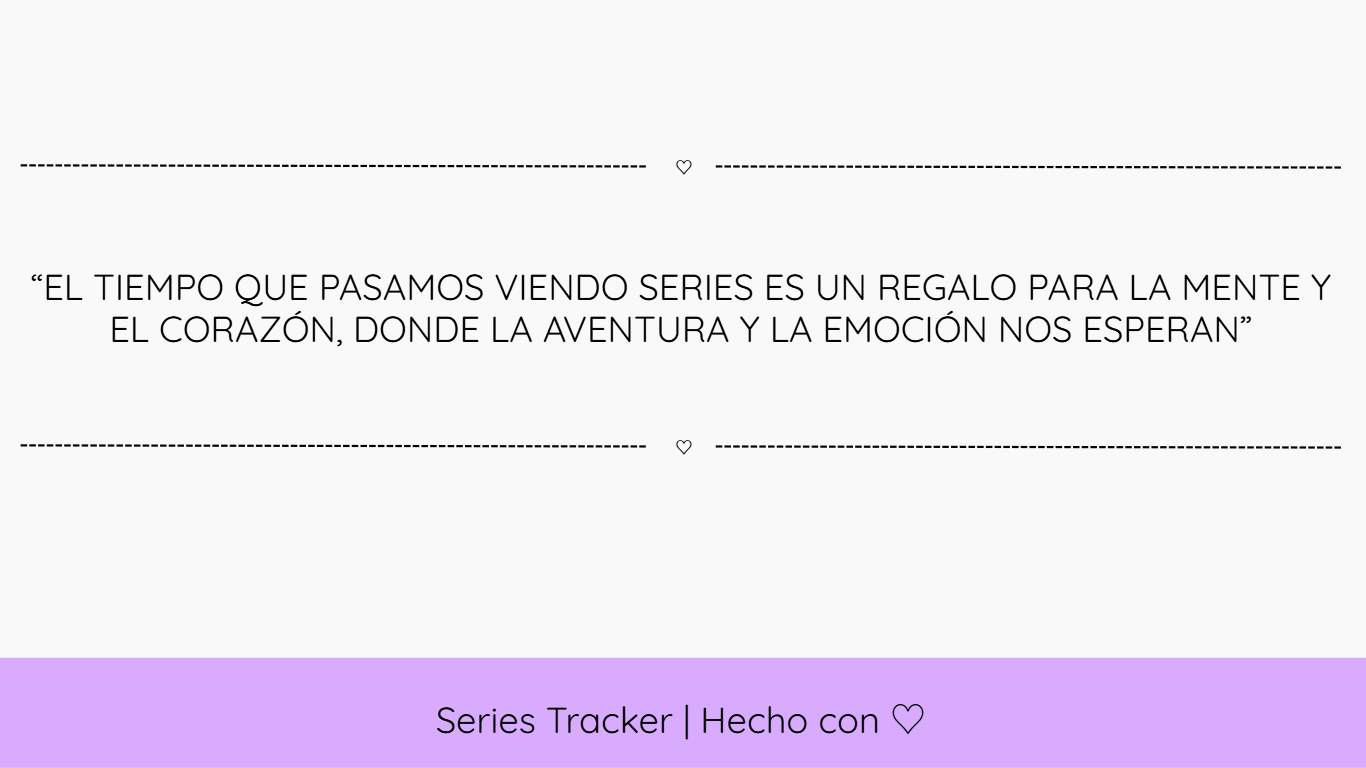 ♡
“EL TIEMPO QUE PASAMOS VIENDO SERIES ES UN REGALO PARA LA MENTE Y
EL CORAZÓN, DONDE LA AVENTURA Y LA EMOCIÓN NOS ESPERAN”
♡
Series Tracker | Hecho con ♡